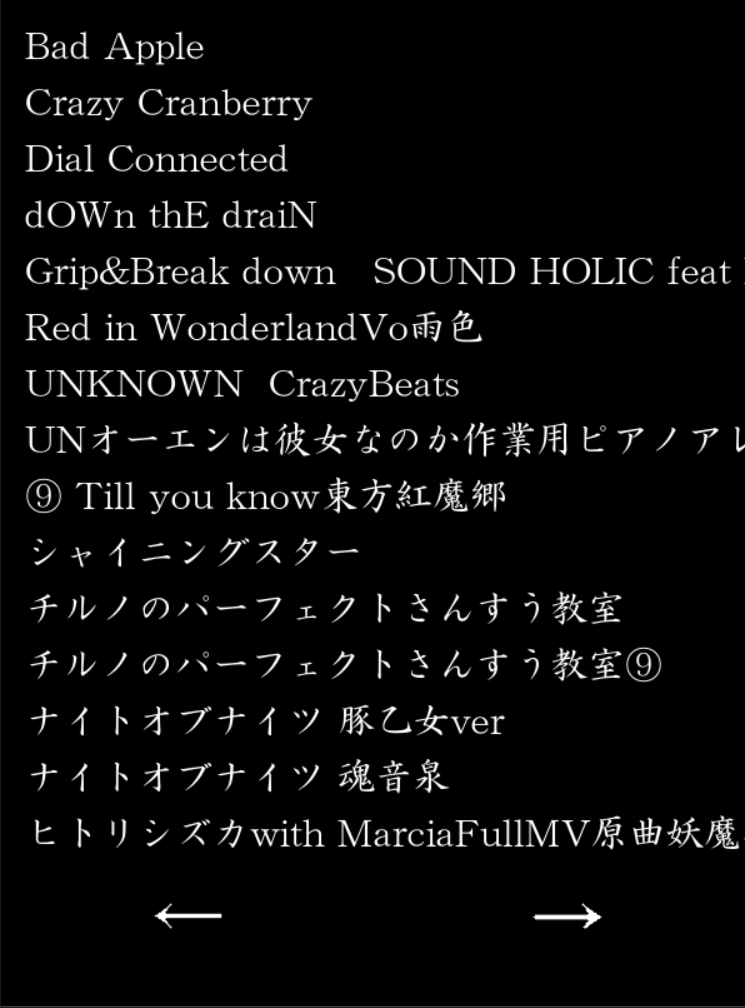 Bad Apple
Crazy Cranberry
Dial Connected
dOWn thE draiN
Grip&Break down   SOUND HOLIC feat
Red in WonderlandVo雨色
UNKNOWN  CrazyBeats
UNオーエンは彼女なのか作業用ピアノアレ
⑨ Till you know東方紅魔郷
シャイニングスター
チルノのパーフェクトさんすう教室
チルノのパーフェクトさんすう教室⑨
ナイトオブナイツ 豚乙女ver
ナイトオブナイツ 魂音泉
ヒトリシズカwith MarciaFullMV原曲妖魔
← →